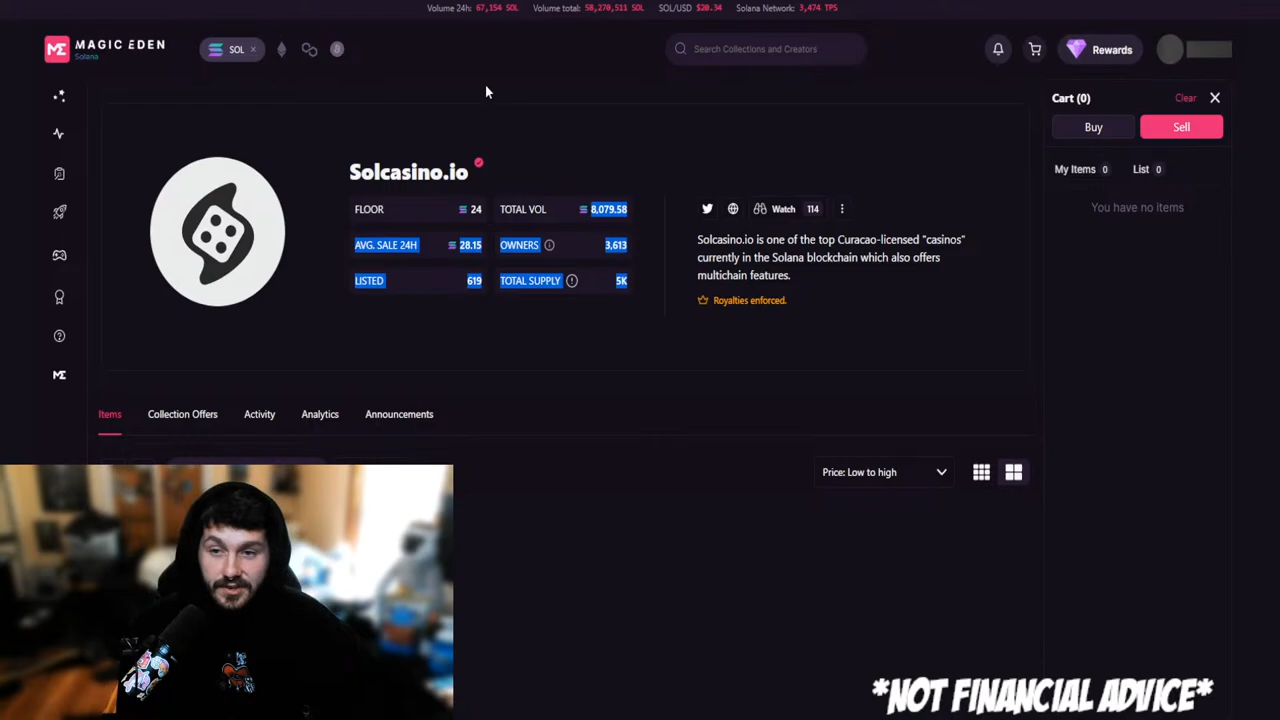 Volume 24h: 67,154 SOL Volume total: 58,270,511 SOL SOL/USD $20.34 Solana Network: 3,474 TPS
MAGIC EDEN
Solana
SOL ×
Search Collections and Creators
Rewards
Cart (0) Clear
Buy Sell
My Items 0 List 0
You have no items
Solcasino.io
FLOOR 24 TOTAL VOL 8,079.58
AVG. SALE 24H 28.15 OWNERS 3,613
LISTED 619 TOTAL SUPPLY 5K
Watch 114
Solcasino.io is one of the top Curacao-licensed "casinos"
currently in the Solana blockchain which also offers
multichain features.
Royalties enforced.
ME
Items Collection Offers Activity Analytics Announcements
Price: Low to high
*NOT FINANCIAL ADVICE*